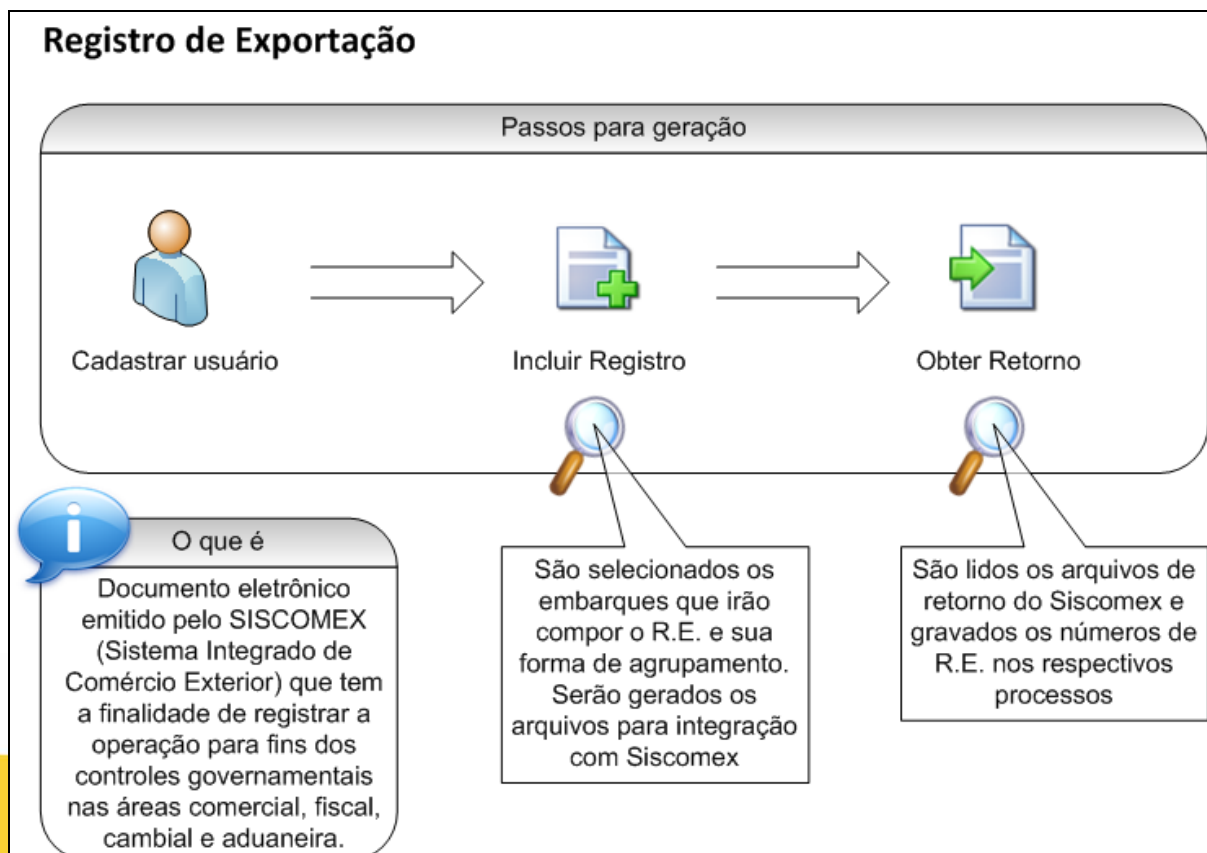 Registro de Exportação
Passos para geração
Cadastrar usuário
Incluir Registro
Obter Retorno
O que é
Documento eletrônico
emitido pelo SISCOMEX
(Sistema Integrado de
Comércio Exterior) que tem
a finalidade de registrar a
operação para fins dos
controles governamentais
nas áreas comercial, fiscal,
cambial e aduaneira.
São selecionados os
embarques que irão
compor o R.E. e sua
forma de agrupamento.
Serão gerados os
arquivos para integração
com Siscomex
São lidos os arquivos de
retorno do Siscomex e
gravados os números de
R.E. nos respectivos
processos